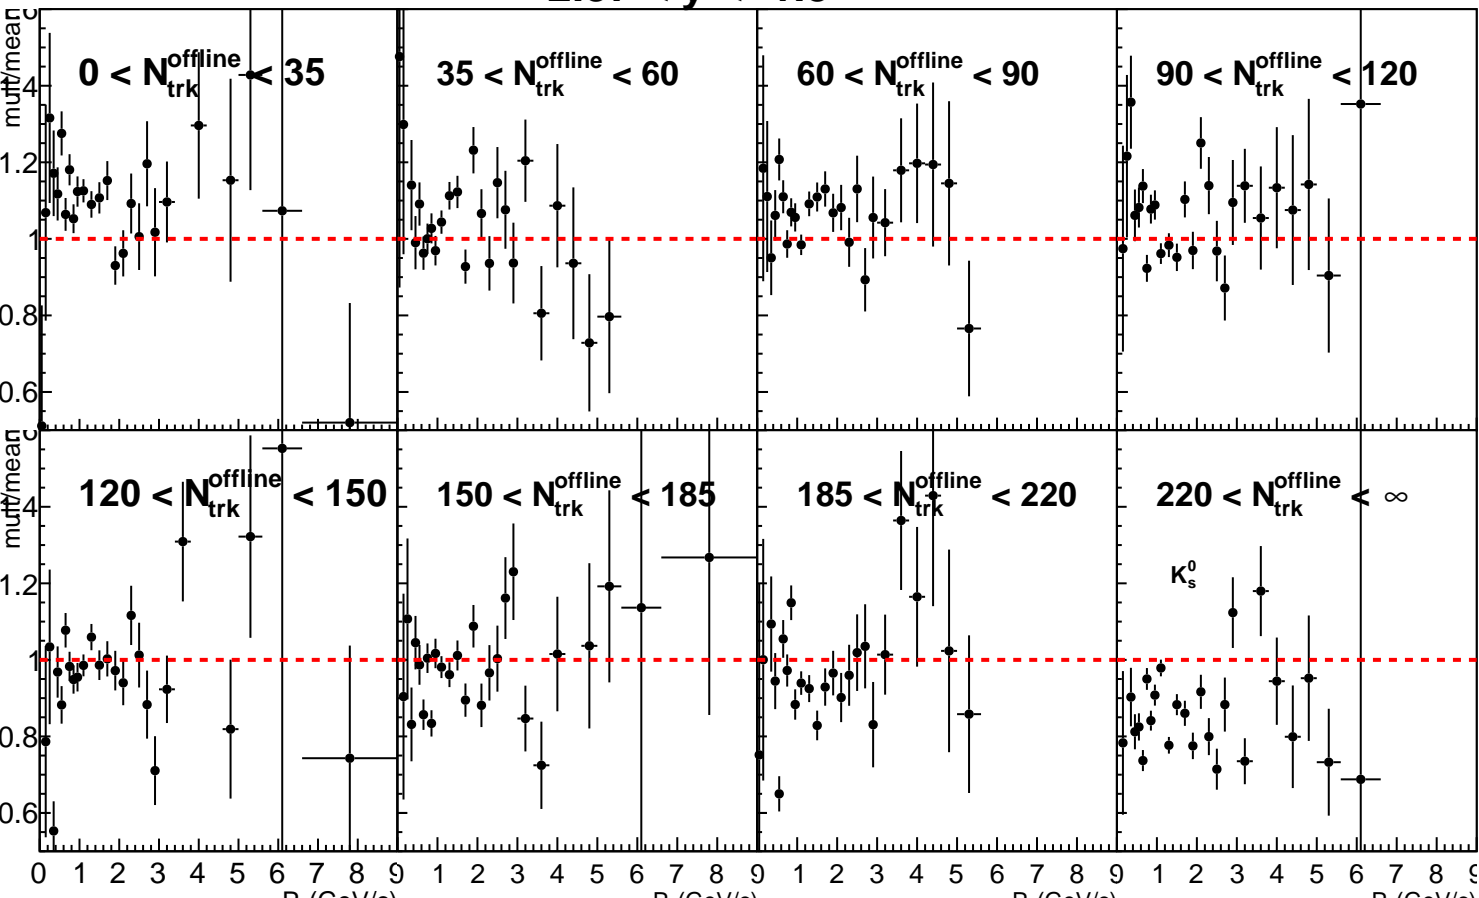 0 < N_trk^offline < 35
35 < N_trk^offline < 60
60 < N_trk^offline < 90
90 < N_trk^offline < 120
mult/mean
1.4
1.2
1
0.8
0.6
120 < N_trk^offline < 150
150 < N_trk^offline < 185
185 < N_trk^offline < 220
220 < N_trk^offline < ∞
K_s^0
mult/mean
1.4
1.2
1
0.8
0.6
0 1 2 3 4 5 6 7 8 9 1 2 3 4 5 6 7 8 9 1 2 3 4 5 6 7 8 9 1 2 3 4 5 6 7 8 9